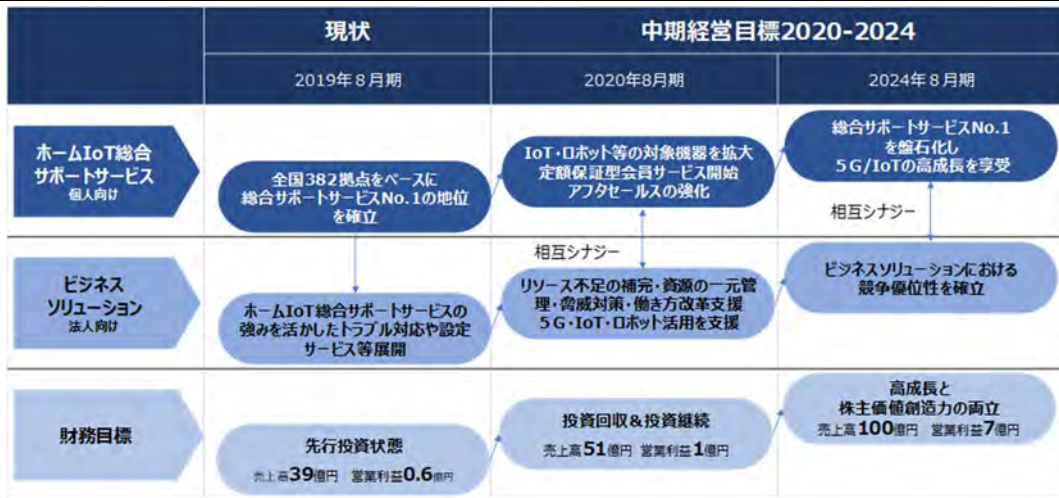 現状
中期経営目標2020-2024
2019年8月期
2020年8月期
2024年8月期
ホームIoT総合
サポートサービス
個人向け
全国382拠点をベースに
総合サポートサービスNo.1の地位
を確立
IoT・ロボット等の対象機器を拡大
定額保証型会員サービス開始
アフタセールスの強化
総合サポートサービスNo.1
を盤石化し
5G/IoTの高成長を享受
相互シナジー
相互シナジー
ビジネス
ソリューション
法人向け
ホームIoT総合サポートサービスの
強みを活かしたトラブル対応や設定
サービス等展開
リソース不足の補完・資源の一元管
理・脅威対策・働き方改革支援
5G・IoT・ロボット活用を支援
ビジネスソリューションにおける
競争優位性を確立
財務目標
先行投資状態
売上高39億円 営業利益0.6億円
投資回収&投資継続
売上高51億円 営業利益1億円
高成長と
株主価値創造力の両立
売上高100億円 営業利益7億円